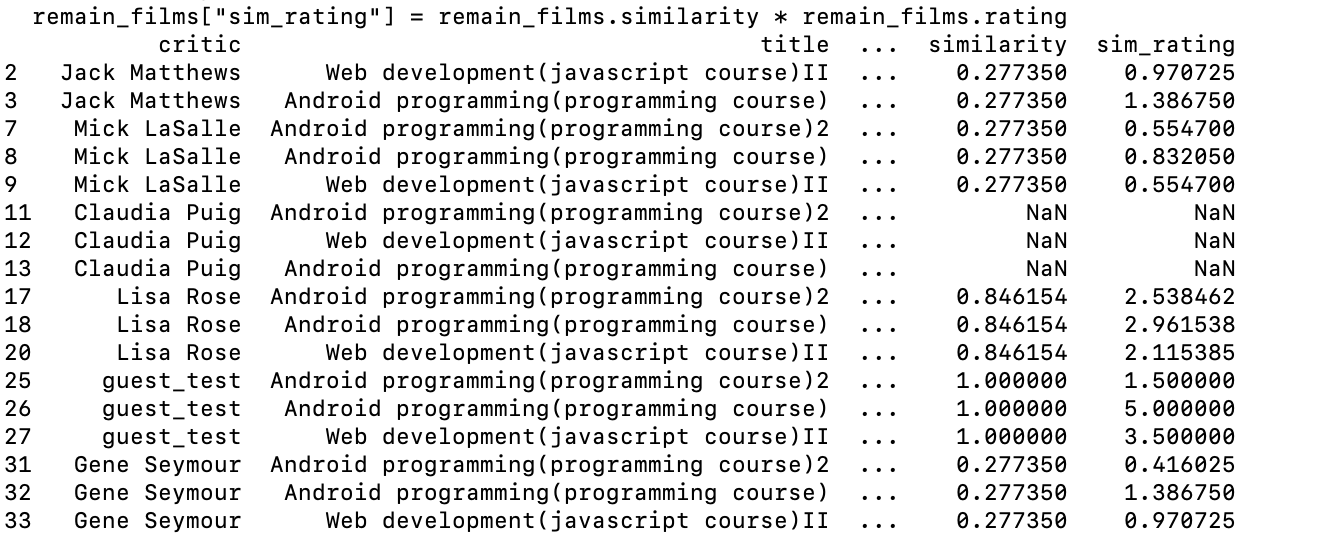 remain_films["sim_rating"] = remain_films.similarity * remain_films.rating
critic title ... similarity sim_rating
2 Jack Matthews Web development(javascript course)II ... 0.277350 0.970725
3 Jack Matthews Android programming(programming course) ... 0.277350 1.386750
7 Mick LaSalle Android programming(programming course)2 ... 0.277350 0.554700
8 Mick LaSalle Android programming(programming course) ... 0.277350 0.832050
9 Mick LaSalle Web development(javascript course)II ... 0.277350 0.554700
11 Claudia Puig Android programming(programming course)2 ... NaN NaN
12 Claudia Puig Web development(javascript course)II ... NaN NaN
13 Claudia Puig Android programming(programming course) ... NaN NaN
17 Lisa Rose Android programming(programming course)2 ... 0.846154 2.538462
18 Lisa Rose Android programming(programming course) ... 0.846154 2.961538
20 Lisa Rose Web development(javascript course)II ... 0.846154 2.115385
25 guest_test Android programming(programming course)2 ... 1.000000 1.500000
26 guest_test Android programming(programming course) ... 1.000000 5.000000
27 guest_test Web development(javascript course)II ... 1.000000 3.500000
31 Gene Seymour Android programming(programming course)2 ... 0.277350 0.416025
32 Gene Seymour Android programming(programming course) ... 0.277350 1.386750
33 Gene Seymour Web development(javascript course)II ... 0.277350 0.970725